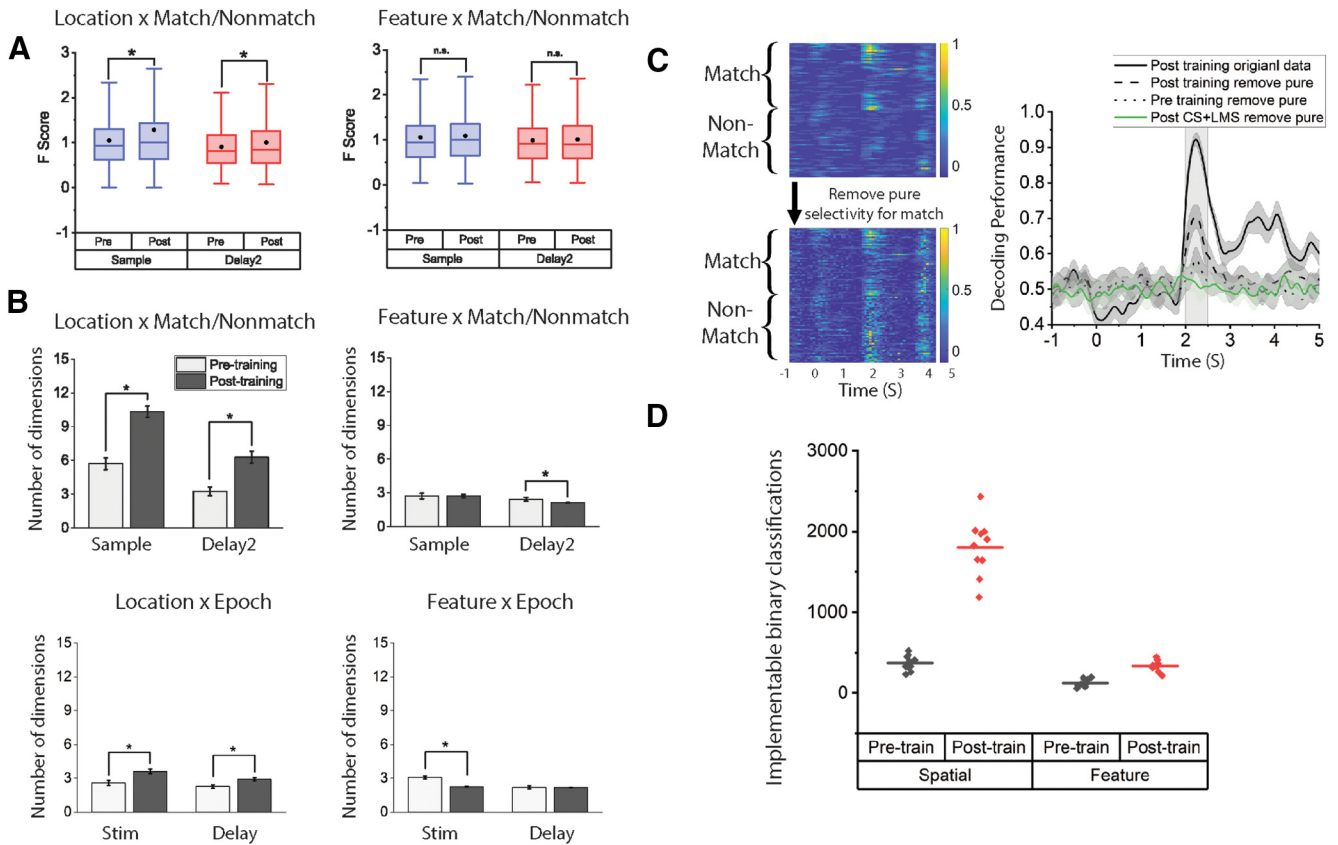 A
Location x Match/Nonmatch
F Score
3
2
1
0
-1
*
*
Pre
Post
Pre
Post
Sample
Delay2
Feature x Match/Nonmatch
F Score
3
2
1
0
-1
n.s.
n.s.
Pre
Post
Pre
Post
Sample
Delay2
B
Location x Match/Nonmatch
Number of dimensions
15
12
9
6
3
0
Pre-training
Post-training
*
*
Sample
Delay2
Feature x Match/Nonmatch
Number of dimensions
15
12
9
6
3
0
*
Sample
Delay2
Location x Epoch
Number of dimensions
15
12
9
6
3
0
*
*
Stim
Delay
Feature x Epoch
Number of dimensions
15
12
9
6
3
0
*
Stim
Delay
C
Match
Non-
Match
1
0.5
0
Remove pure
selectivity for match
Match
Non-
Match
1
0.5
0
-1
0
1
2
3
4
5
Time (S)
Post training origianl data
Post training remove pure
Pre training remove pure
Post CS+LMS remove pure
Decoding Performance
1.0
0.9
0.8
0.7
0.6
0.5
0.4
-1
0
1
2
3
4
5
Time (S)
D
Implementable binary classifications
3000
2000
1000
0
Pre-train
Post-train
Pre-train
Post-train
Spatial
Feature